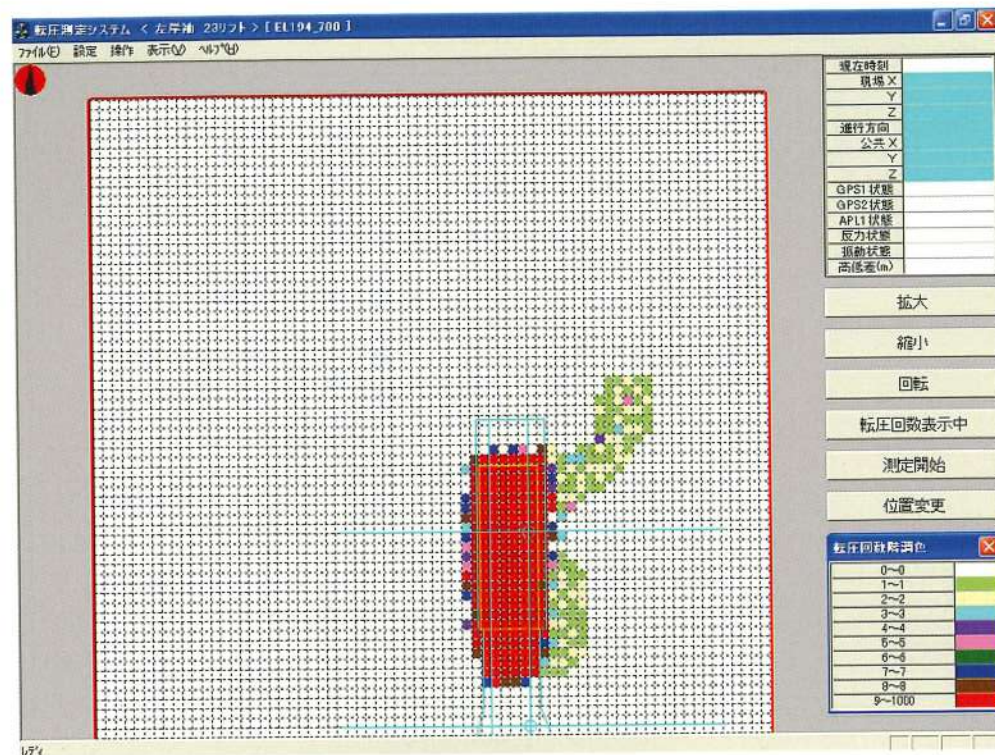 転圧測定システム < 左岸袖 23リフト > [ EL194_700 ]
ファイル(F) 設定 操作 表示(V) ヘルプ(H)
現在時刻
現場 X
Y
Z
進行方向
公共 X
Y
Z
GPS1 状態
GPS2 状態
APL1 状態
反力状態
振動状態
高低差(m)
拡大
縮小
回転
転圧回数表示中
測定開始
位置変更
転圧回数階調色
0～0
1～1
2～2
3～3
4～4
5～5
6～6
7～7
8～8
9～1000
レディ